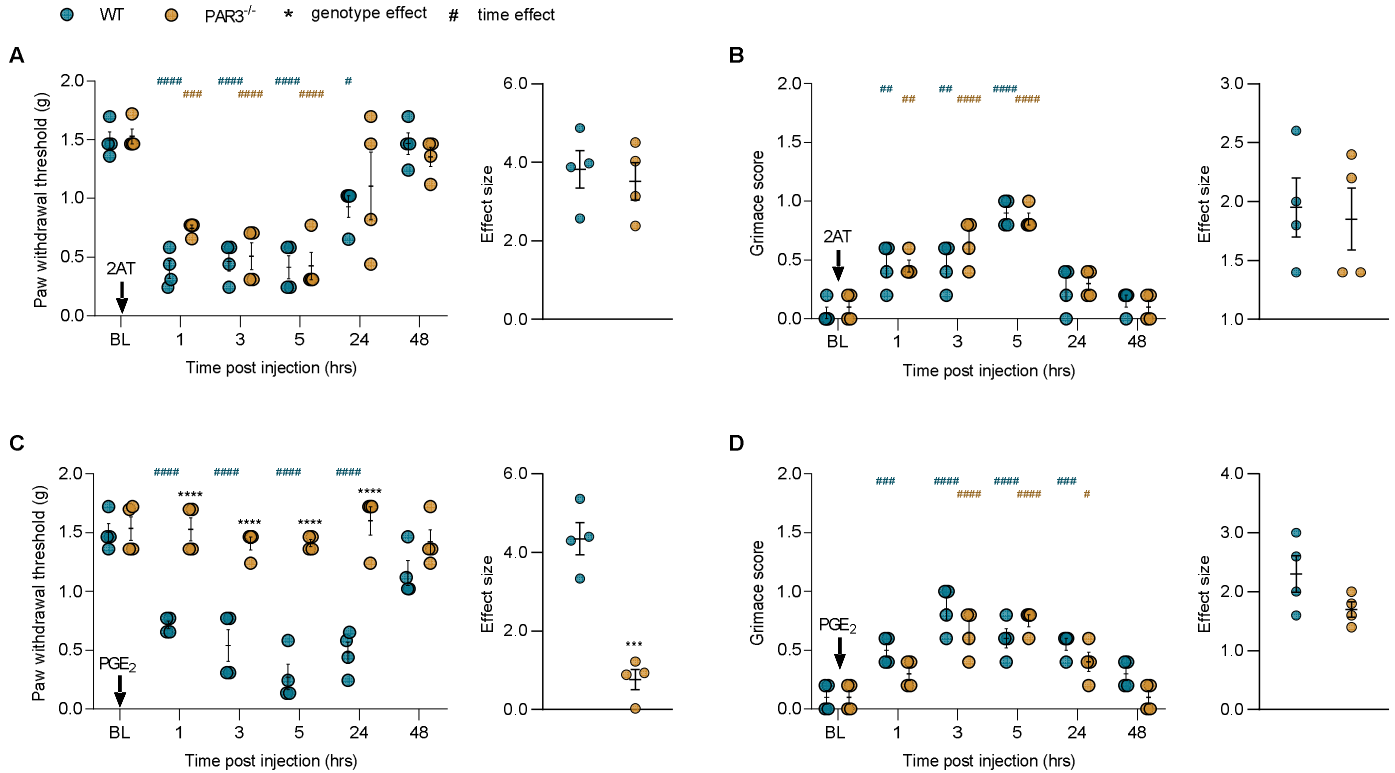 WT PAR3-/- * genotype effect # time effect
A
Paw withdrawal threshold (g)
2.0
1.5
1.0
0.5
0.0
#### #### #### #
### #### ####
2AT
BL 1 3 5 24 48
Time post injection (hrs)
Effect size
6.0
4.0
2.0
0.0
B
Grimace score
2.0
1.5
1.0
0.5
0.0
## ## ####
## #### ####
2AT
BL 1 3 5 24 48
Time post injection (hrs)
Effect size
3.0
2.5
2.0
1.5
1.0
C
Paw withdrawal threshold (g)
2.0
1.5
1.0
0.5
0.0
#### #### #### ####
**** **** **** ****
PGE2
BL 1 3 5 24 48
Time post injection (hrs)
Effect size
6.0
4.0
2.0
0.0
***
D
Grimace score
2.0
1.5
1.0
0.5
0.0
### #### #### ###
#### #### #
PGE2
BL 1 3 5 24 48
Time post injection (hrs)
Effect size
4.0
3.0
2.0
1.0
0.0